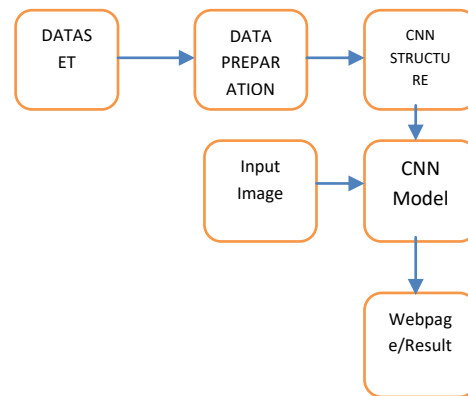 DATAS
ET
DATA
PREPAR
ATION
CNN
STRUCTU
RE
Input
Image
CNN
Model
Webpag
e/Result